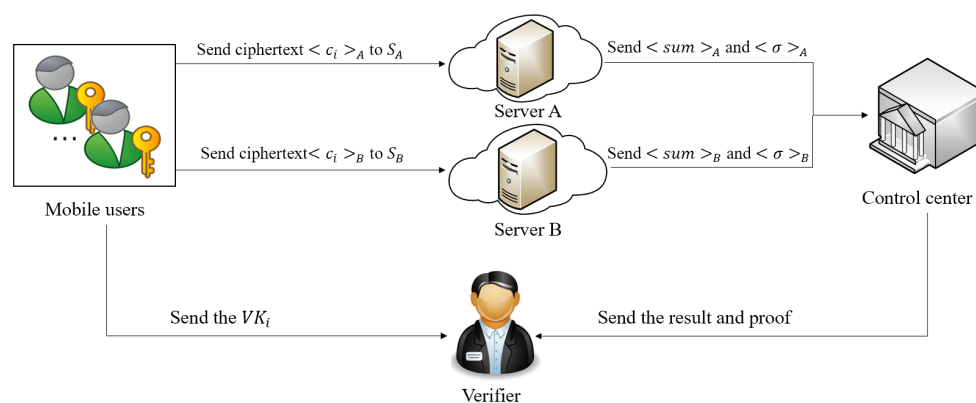 Send ciphertext < c_i >_A to S_A
Send < sum >_A and < σ >_A
Server A
...
Send ciphertext< c_i >_B to S_B
Send < sum >_B and < σ >_B
Mobile users
Server B
Control center
Send the VK_i
Send the result and proof
Verifier